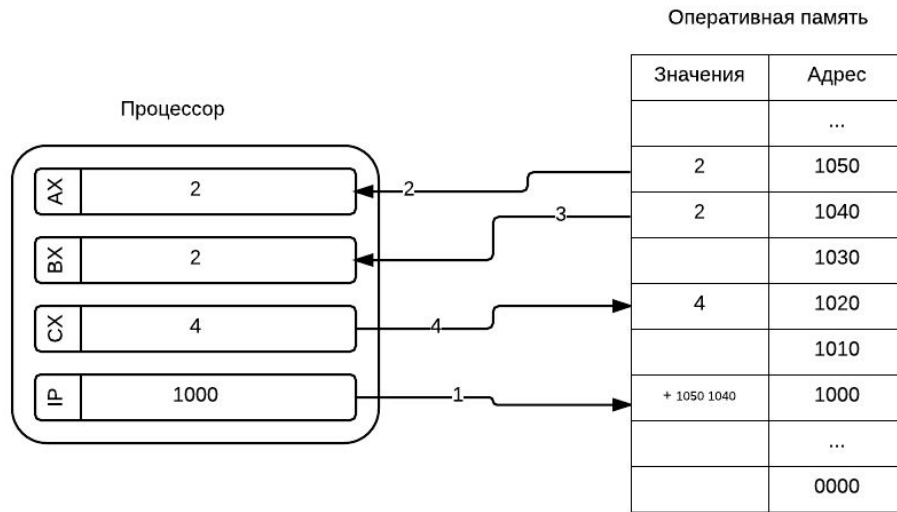 Оперативная память
Значения Адрес
Процессор
...
AX 2 2 2 1050
3 2 1040
BX 2 1030
CX 4 4 4 1020
1010
IP 1000 1 + 1050 1040 1000
...
0000